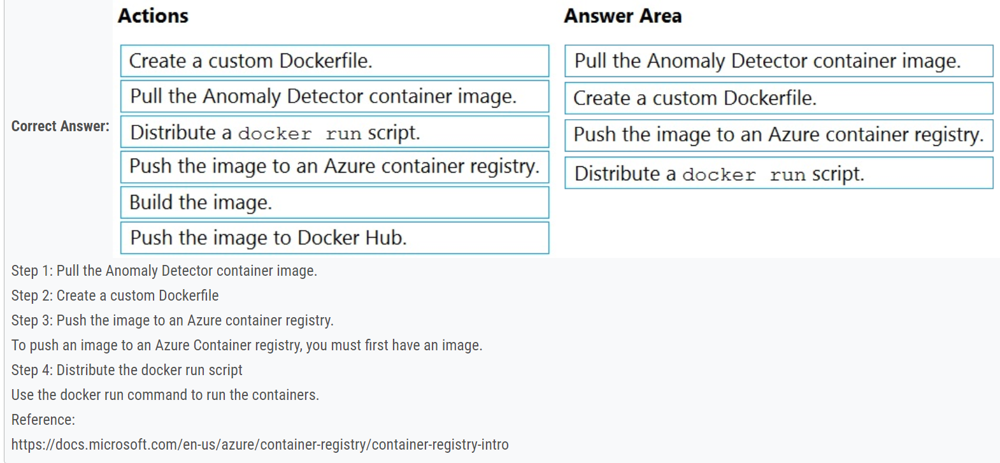 Actions
Create a custom Dockerfile.
Pull the Anomaly Detector container image.
Distribute a docker run script.
Push the image to an Azure container registry.
Build the image.
Push the image to Docker Hub.
Answer Area
Pull the Anomaly Detector container image.
Create a custom Dockerfile.
Push the image to an Azure container registry.
Distribute a docker run script.
Correct Answer:
Step 1: Pull the Anomaly Detector container image.
Step 2: Create a custom Dockerfile
Step 3: Push the image to an Azure container registry.
To push an image to an Azure Container registry, you must first have an image.
Step 4: Distribute the docker run script
Use the docker run command to run the containers.
Reference:
https://docs.microsoft.com/en-us/azure/container-registry/container-registry-intro